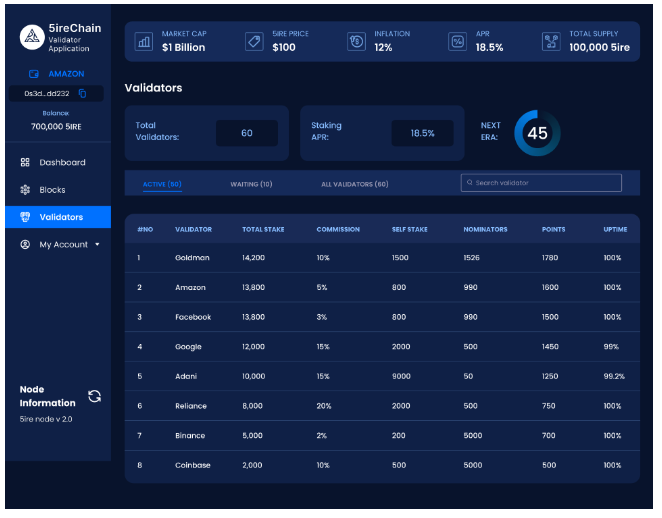 5ireChain
Validator
Application
AMAZON
0s3d...dd232
Balance
700,000 5IRE
Dashboard
Blocks
Validators
My Account
Node
Information
5ire node v 2.0
MARKET CAP
$1 Billion
5IRE PRICE
$100
INFLATION
12%
APR
18.5%
TOTAL SUPPLY
100,000 5ire
Validators
Total
Validators:
60
Staking
APR:
18.5%
NEXT
ERA:
45
ACTIVE (50) WAITING (10) ALL VALIDATORS (60) Search validator
#NO VALIDATOR TOTAL STAKE COMMISSION SELF STAKE NOMINATORS POINTS UPTIME
1 Goldman 14,200 10% 1500 1526 1780 100%
2 Amazon 13,800 5% 800 990 1600 100%
3 Facebook 13,800 3% 800 990 1500 100%
4 Google 12,000 15% 2000 500 1450 99%
5 Adani 10,000 15% 9000 50 1250 99.2%
6 Reliance 8,000 20% 2000 500 750 100%
7 Binance 5,000 2% 200 5000 700 100%
8 Coinbase 2,000 10% 500 5000 500 100%